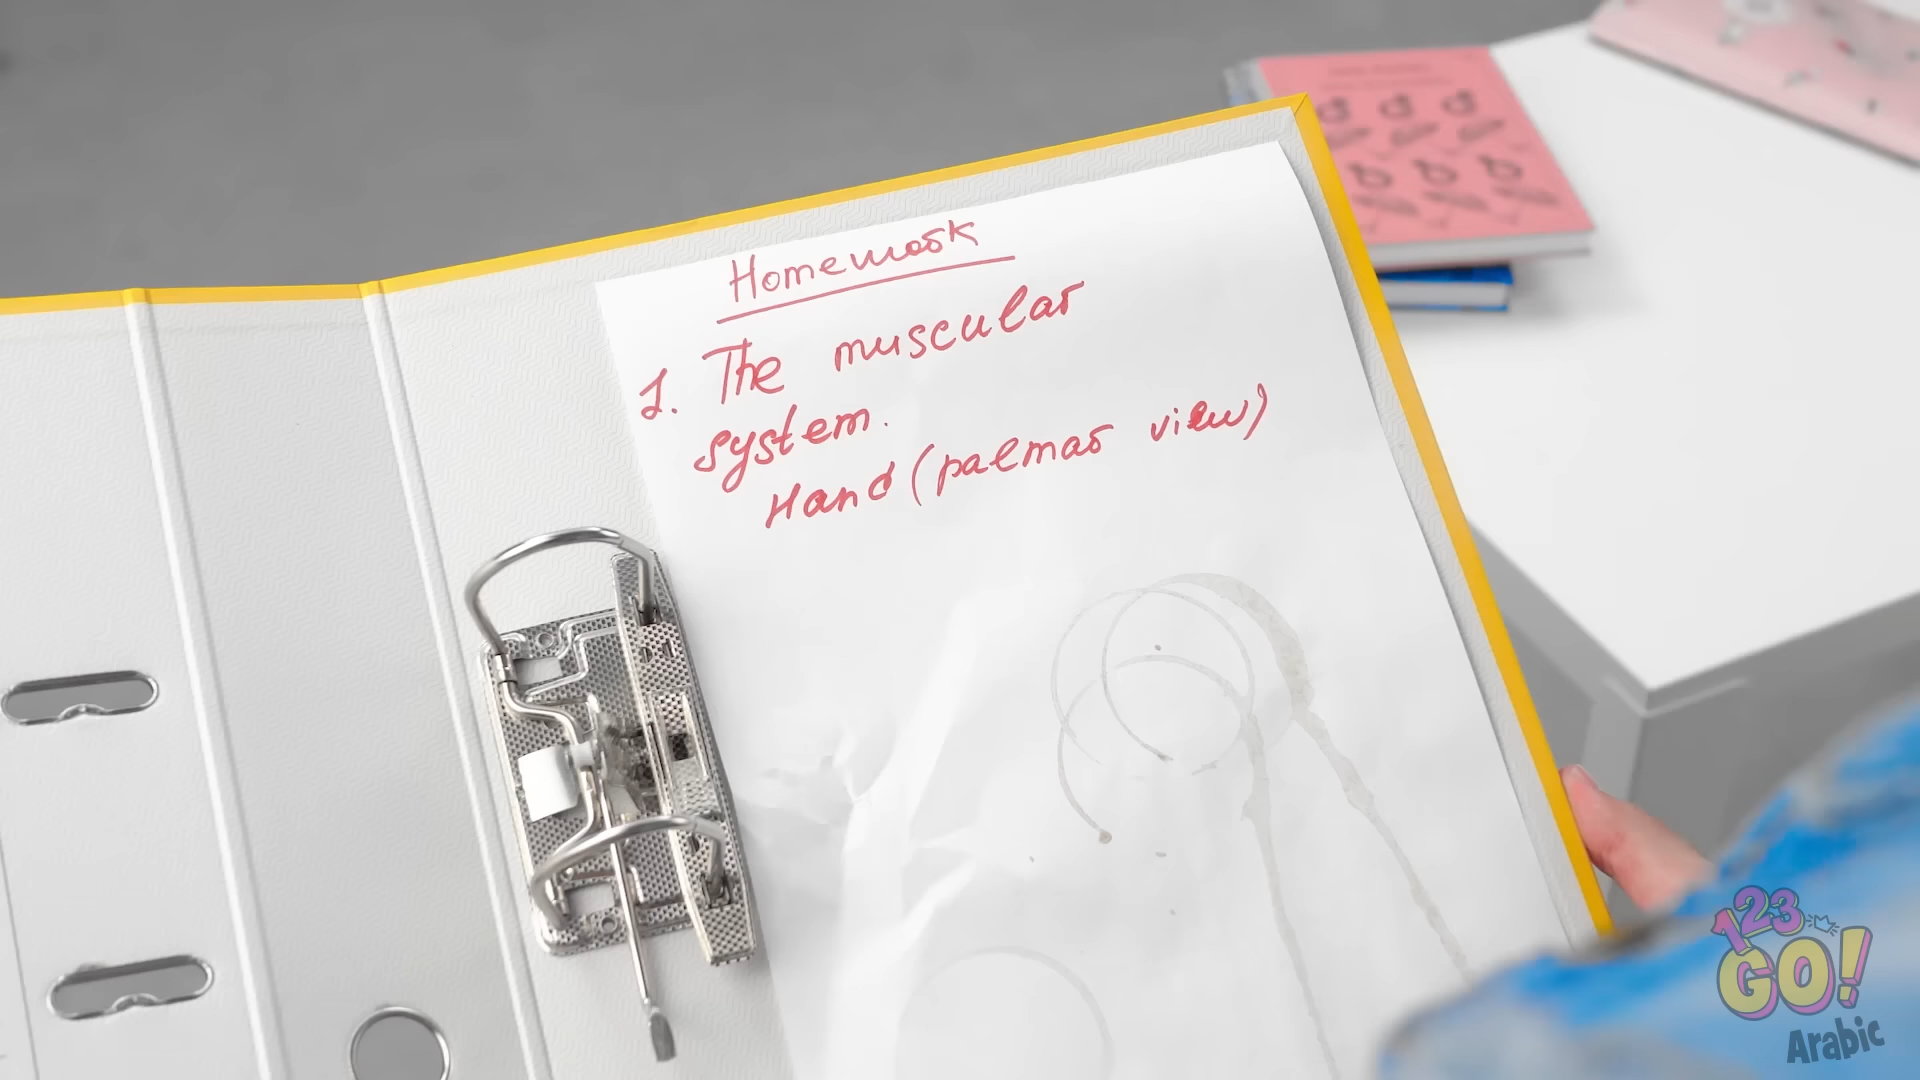 Homework
1. The muscular
system.
Hand (palmar view)
123
GO!
Arabic